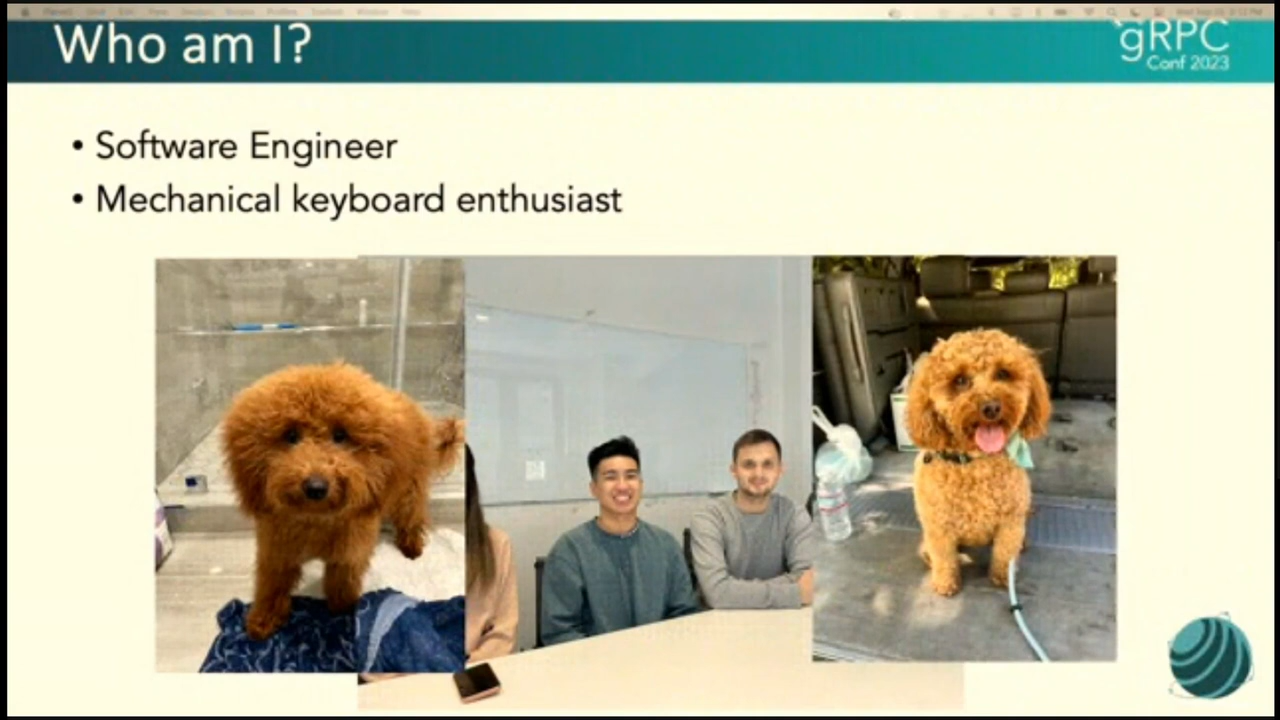 Who am I?
gRPC
Conf 2023
• Software Engineer
• Mechanical keyboard enthusiast